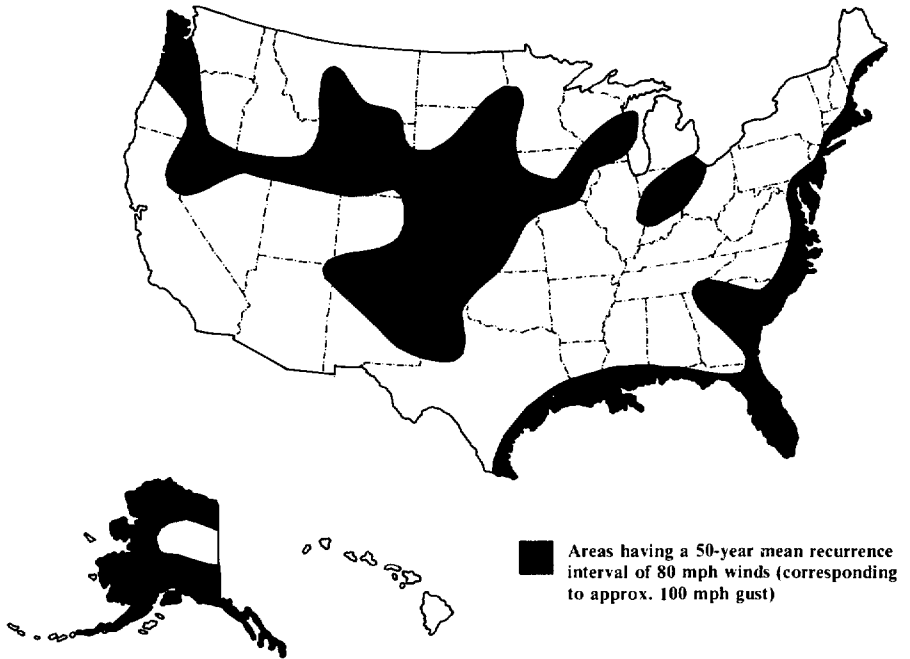 Areas having a 50-year mean recurrence
interval of 80 mph winds (corresponding
to approx. 100 mph gust)